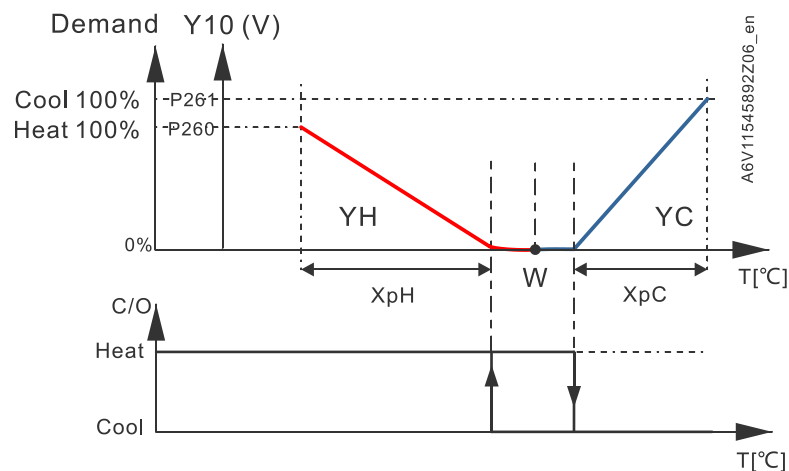 Demand Y10 (V)
Cool 100% P261
Heat 100% P260
YH YC
0%
W
T[℃]
XpH XpC
C/O
Heat
Cool
T[℃]
A6V11545892Z06_en